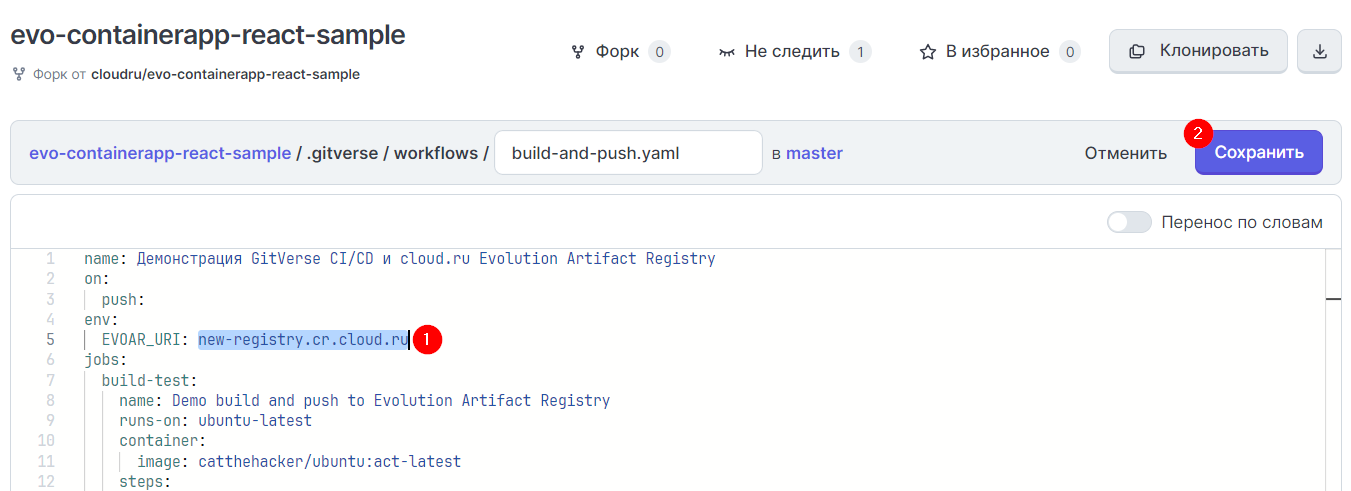 evo-containerapp-react-sample
Форк от cloudru/evo-containerapp-react-sample
Форк 0 Не следить 1 В избранное 0 Клонировать
evo-containerapp-react-sample / .gitverse / workflows / build-and-push.yaml в master Отменить 2 Сохранить
Перенос по словам
1 name: Демонстрация GitVerse CI/CD и cloud.ru Evolution Artifact Registry
2 on:
3 push:
4 env:
5 EVOAR_URI: new-registry.cr.cloud.ru 1
6 jobs:
7 build-test:
8 name: Demo build and push to Evolution Artifact Registry
9 runs-on: ubuntu-latest
10 container:
11 image: catthehacker/ubuntu:act-latest
12 steps: